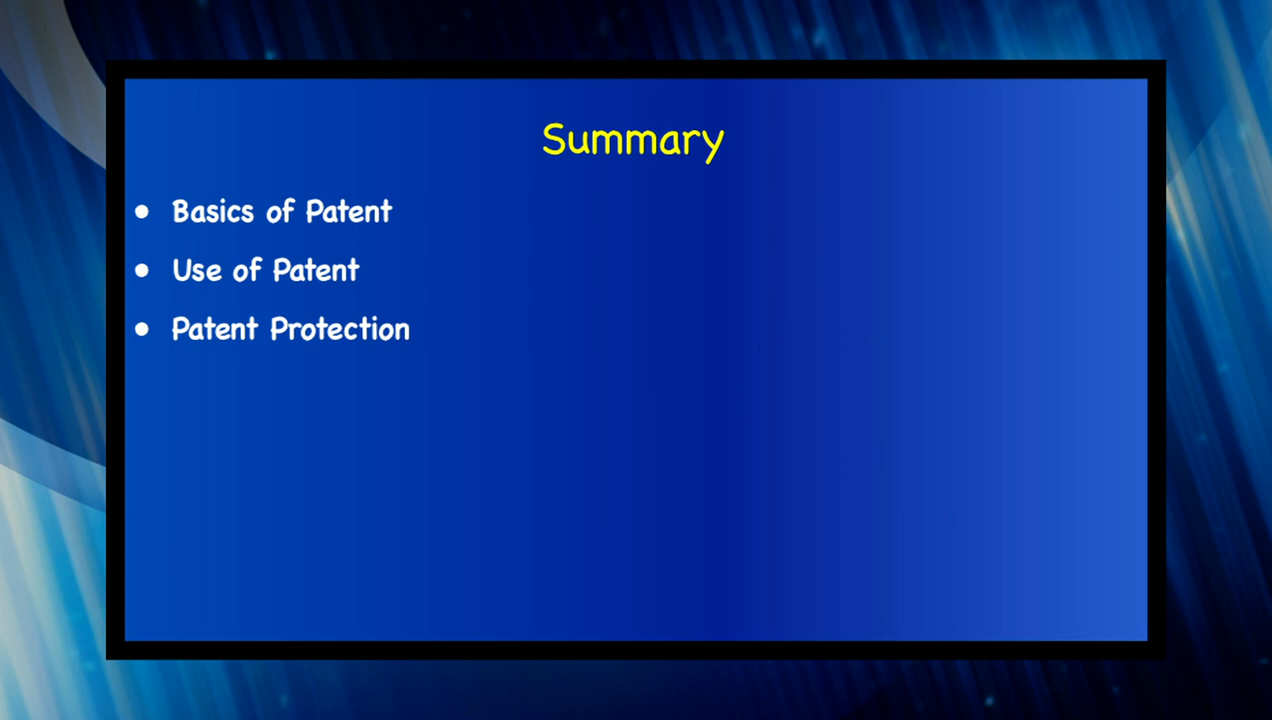 Summary
• Basics of Patent
• Use of Patent
• Patent Protection